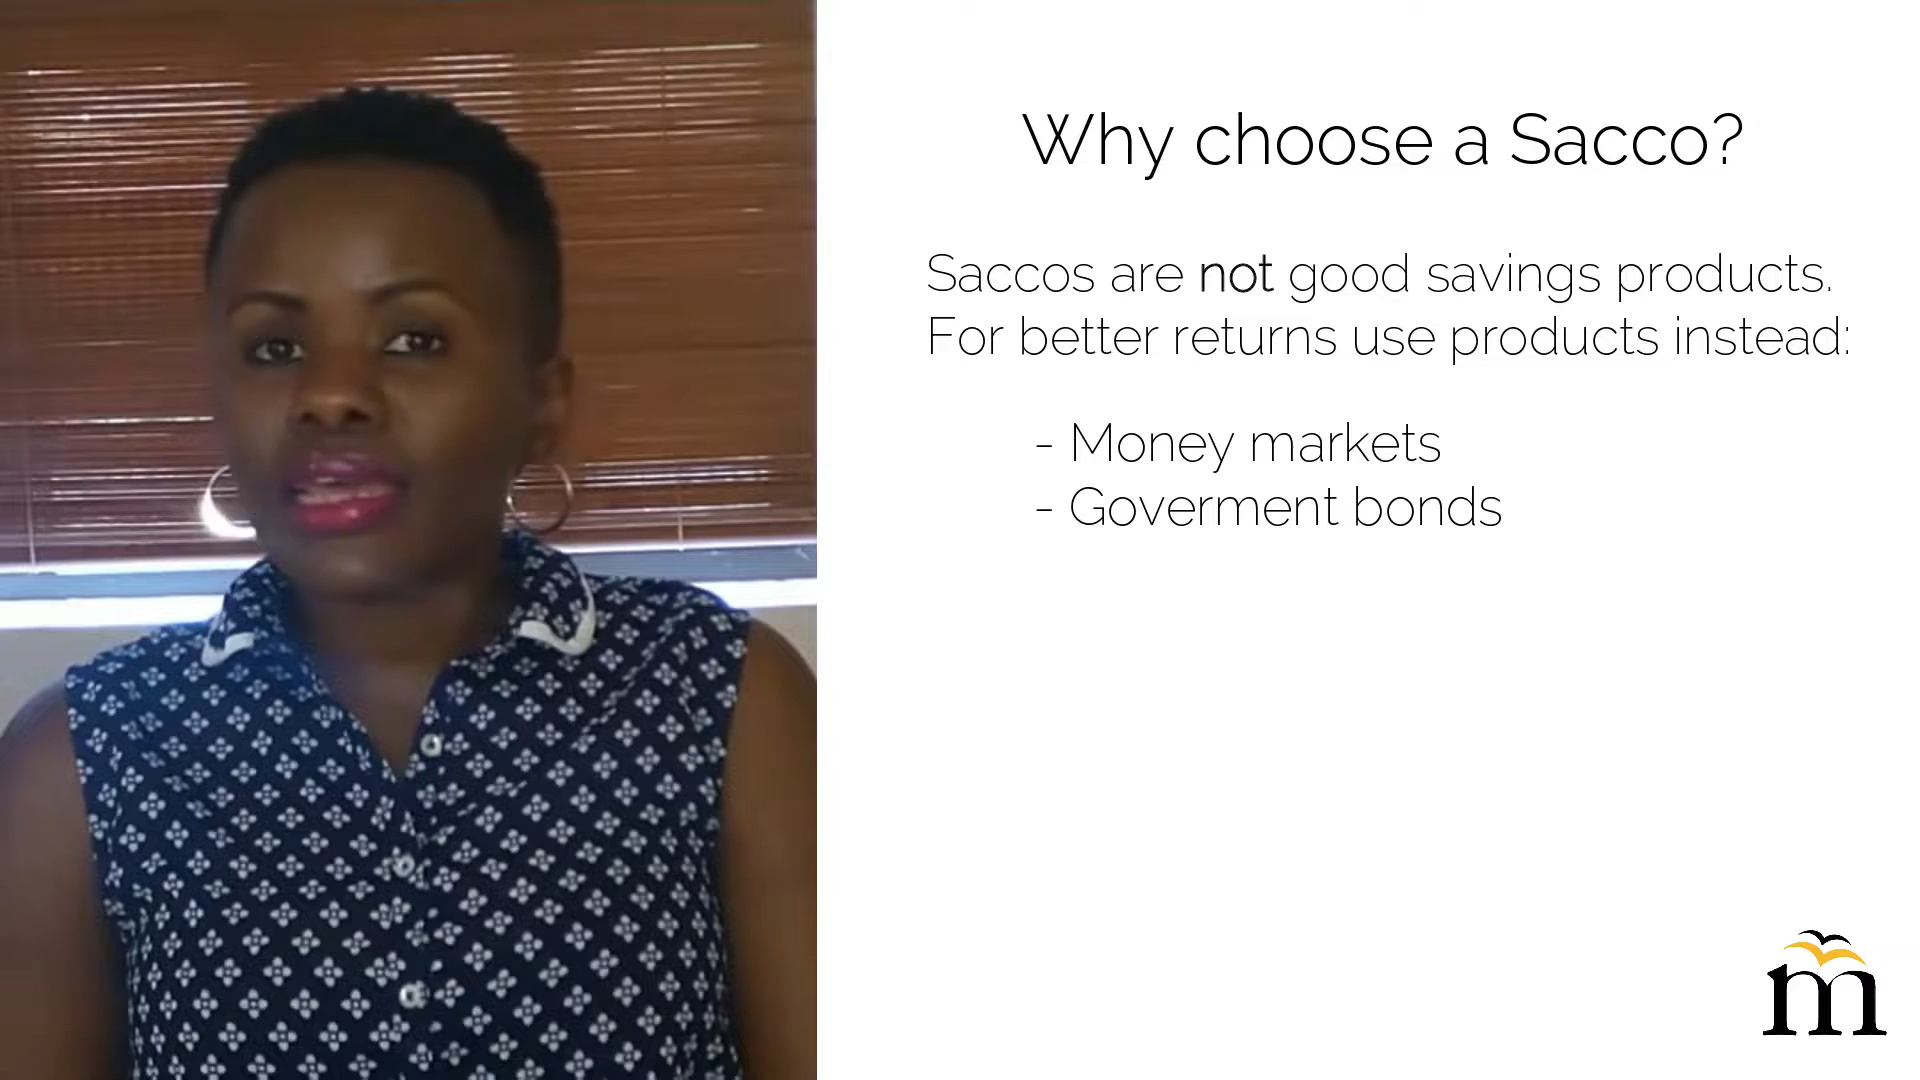 Why choose a Sacco?
Saccos are not good savings products.
For better returns use products instead:
- Money markets
- Goverment bonds
m